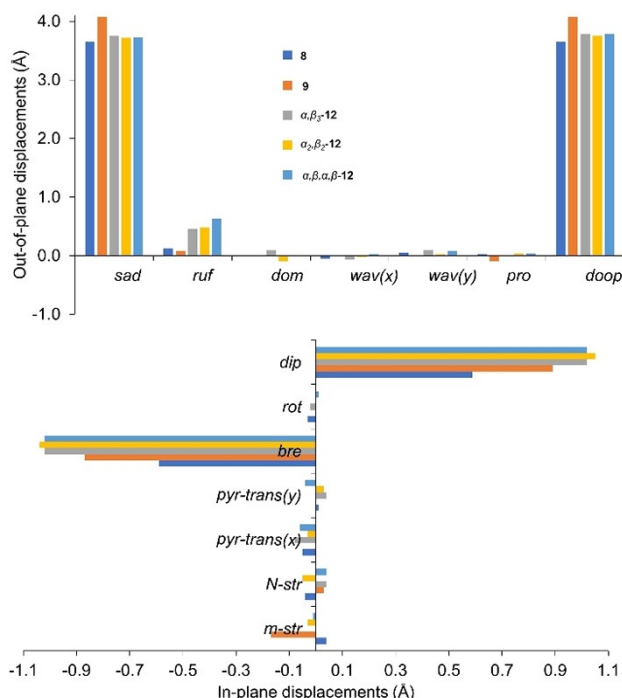 4.0
3.0
2.0
1.0
0.0
-1.0
Out-of-plane displacements (Å)
8
9
α,β₃-12
α₂,β₂-12
α,β,α,β-12
sad ruf dom wav(x) wav(y) pro doop
dip
rot
bre
pyr-trans(y)
pyr-trans(x)
N-str
m-str
-1.1 -0.9 -0.7 -0.5 -0.3 -0.1 0.1 0.3 0.5 0.7 0.9 1.1
In-plane displacements (Å)